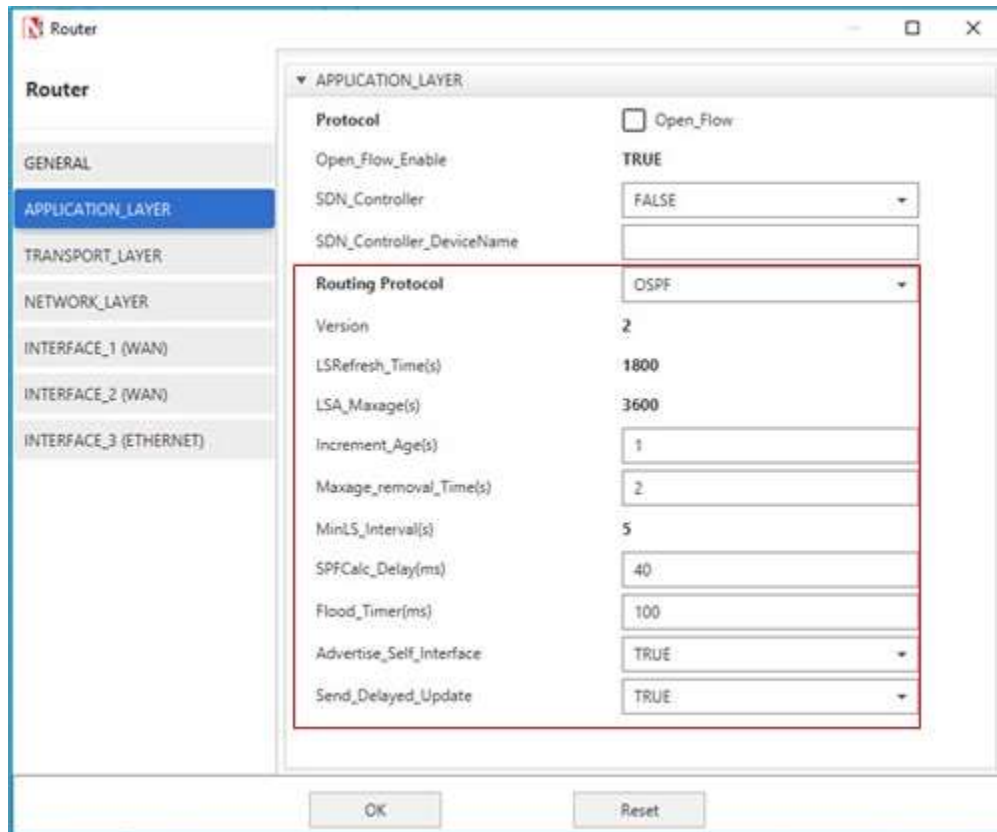 Router
Router
GENERAL
APPLICATION_LAYER
TRANSPORT_LAYER
NETWORK_LAYER
INTERFACE_1 (WAN)
INTERFACE_2 (WAN)
INTERFACE_3 (ETHERNET)
APPLICATION_LAYER
Protocol Open_Flow
Open_Flow_Enable TRUE
SDN_Controller FALSE
SDN_Controller_DeviceName
Routing Protocol OSPF
Version 2
LSRefresh_Time(s) 1800
LSA_Maxage(s) 3600
Increment_Age(s) 1
Maxage_removal_Time(s) 2
MinLS_Interval(s) 5
SPFCalc_Delay(ms) 40
Flood_Timer(ms) 100
Advertise_Self_Interface TRUE
Send_Delayed_Update TRUE
OK Reset